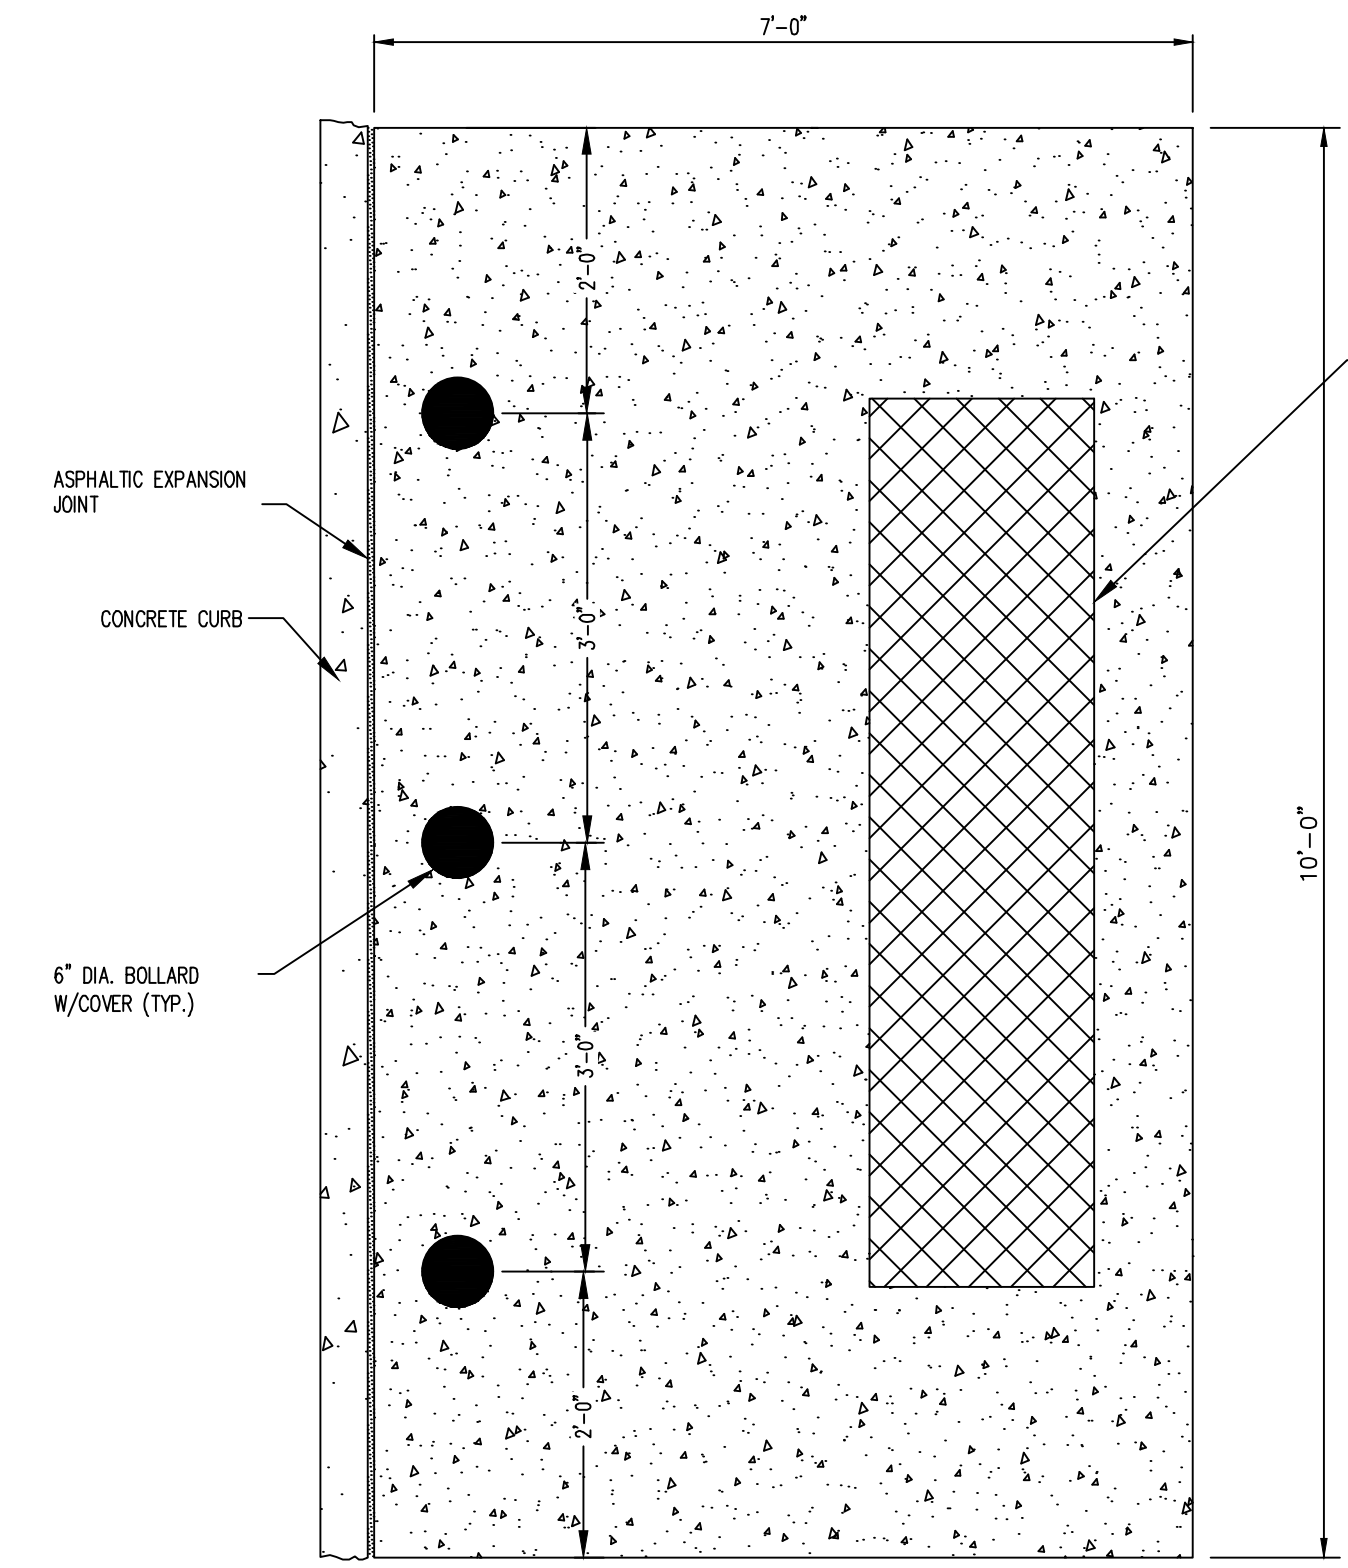 7'-0"
2'-0"
ASPHALTIC EXPANSION
JOINT
3'-0"
CONCRETE CURB
10'-0"
6" DIA. BOLLARD
W/COVER (TYP.)
3'-0"
2'-0"